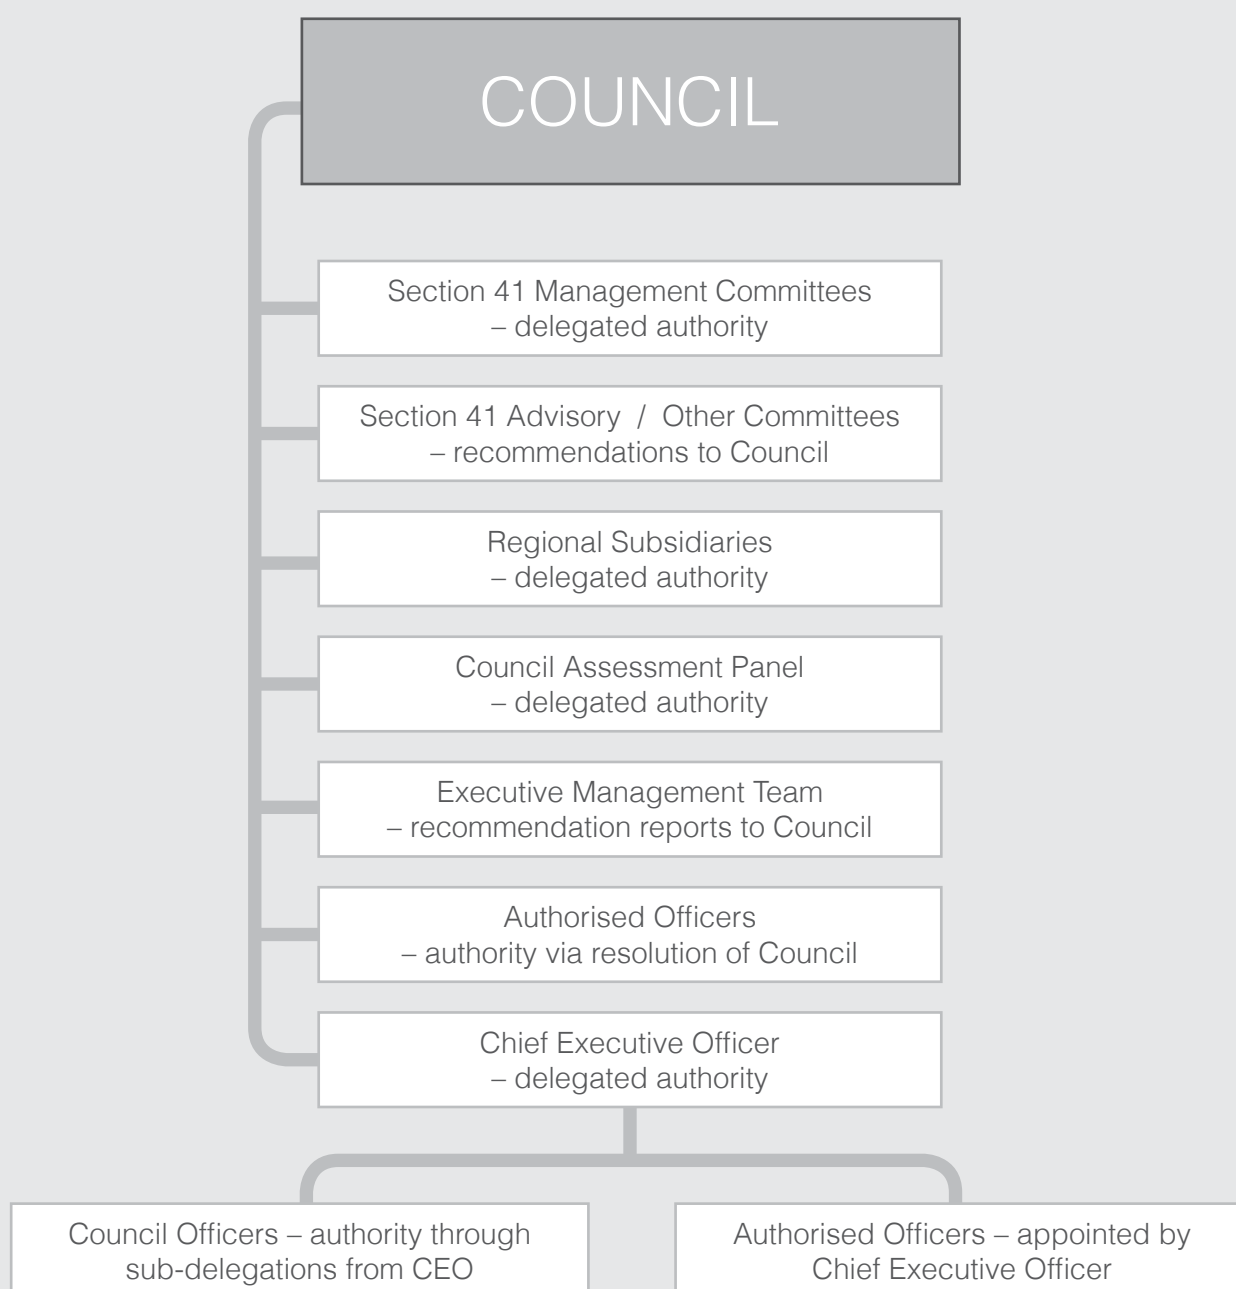 COUNCIL
Section 41 Management Committees
– delegated authority
Section 41 Advisory / Other Committees
– recommendations to Council
Regional Subsidiaries
– delegated authority
Council Assessment Panel
– delegated authority
Executive Management Team
– recommendation reports to Council
Authorised Officers
– authority via resolution of Council
Chief Executive Officer
– delegated authority
Council Officers – authority through
sub-delegations from CEO
Authorised Officers – appointed by
Chief Executive Officer